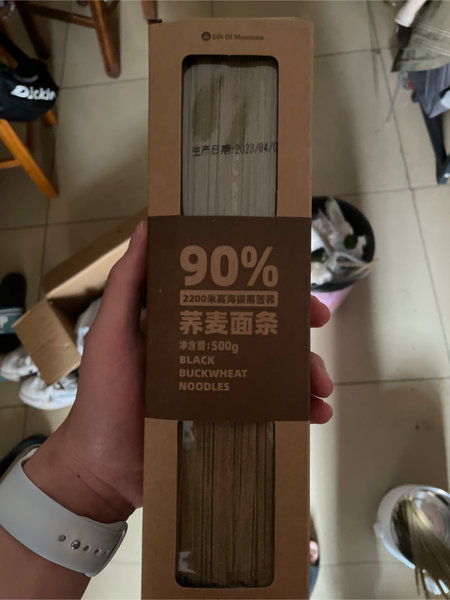 Gift Of Mountain
Dickie
生产日期:2023/04/0
90%
2200米高海拔黑苦荞
荞麦面条
净含量:500g
BLACK
BUCKWHEAT
NOODLES